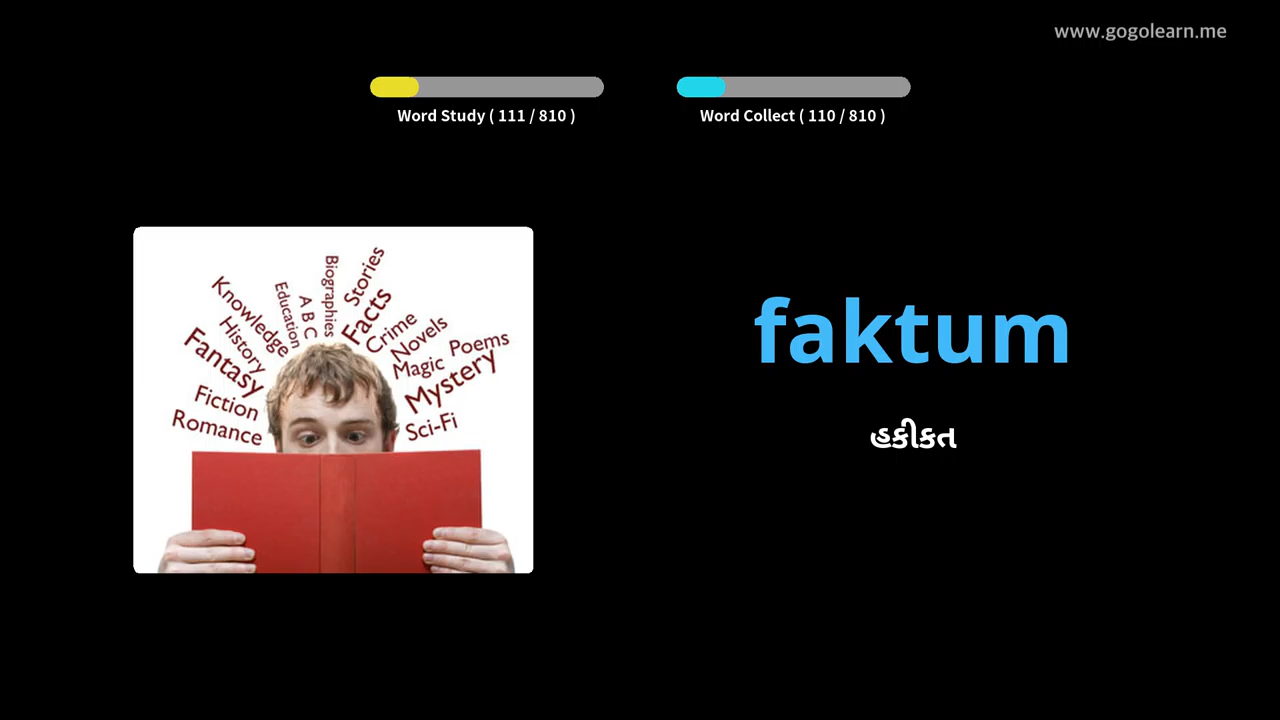 www.gogolearn.me
Word Study ( 111 / 810 )
Word Collect ( 110 / 810 )
Knowledge
History
Fantasy
Fiction
Romance
Education
A B C
Biographies
Stories
Facts
Crime
Novels
Magic
Poems
Mystery
Sci-Fi
faktum
હકીકત